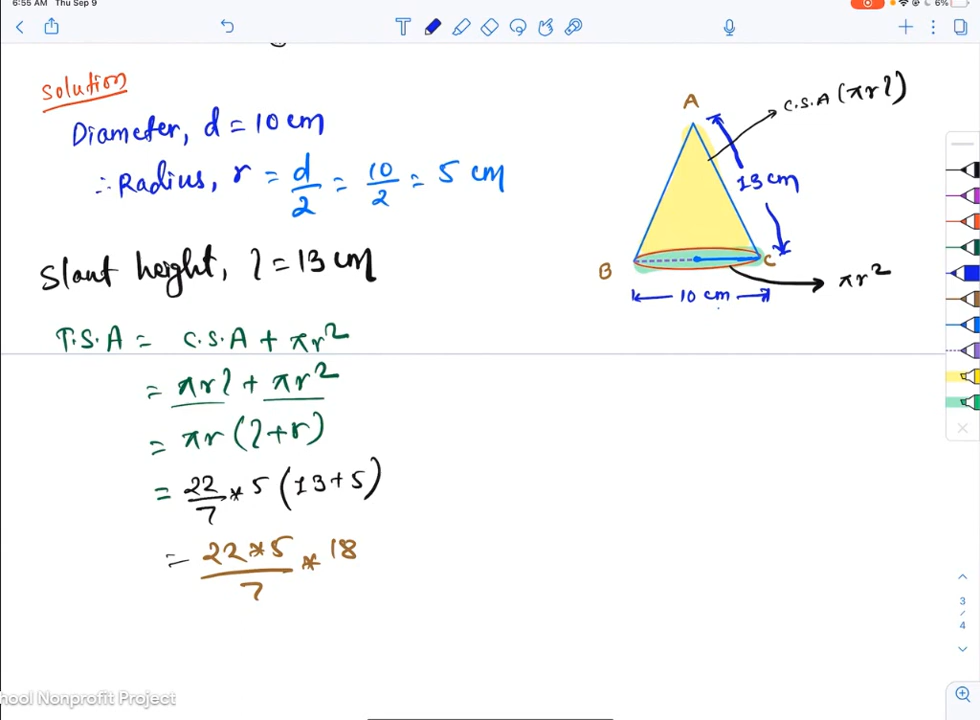 6:55 AM Thu Sep 9
6%
Solution
Diameter, d = 10 cm
∴ Radius, r = d/2 = 10/2 = 5 cm
Slant height, l = 13 cm
T.S.A = C.S.A + πr²
= πrl + πr²
= πr(l+r)
= 22/7 * 5 (13+5)
= 22*5/7 * 18
A
C.S.A (πrl)
13 cm
B
C
πr²
10 cm
3
/
4
hool Nonprofit Project